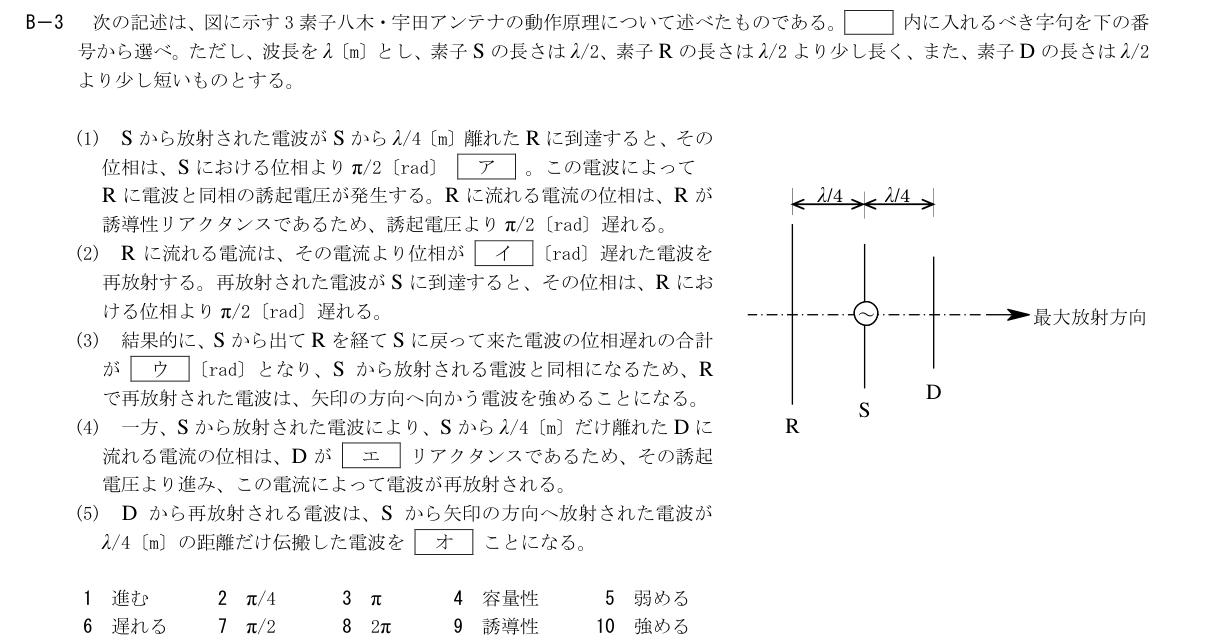 B－3 次の記述は、図に示す3素子八木・宇田アンテナの動作原理について述べたものである。 内に入れるべき字句を下の番
号から選べ。ただし、波長をλ〔m〕とし、素子Sの長さはλ/2、素子Rの長さはλ/2より少し長く、また、素子Dの長さはλ/2
より少し短いものとする。
(1) Sから放射された電波がSからλ/4〔m〕離れたRに到達すると、その
位相は、Sにおける位相よりπ/2〔rad〕 ア 。この電波によって
Rに電波と同相の誘起電圧が発生する。Rに流れる電流の位相は、Rが
誘導性リアクタンスであるため、誘起電圧よりπ/2〔rad〕遅れる。
(2) Rに流れる電流は、その電流より位相が イ 〔rad〕遅れた電波を
再放射する。再放射された電波がSに到達すると、その位相は、Rにお
ける位相よりπ/2〔rad〕遅れる。
(3) 結果的に、Sから出てRを経てSに戻って来た電波の位相遅れの合計
が ウ 〔rad〕となり、Sから放射される電波と同相になるため、R
で再放射された電波は、矢印の方向へ向かう電波を強めることになる。
(4) 一方、Sから放射された電波により、Sからλ/4〔m〕だけ離れたDに
流れる電流の位相は、Dが エ リアクタンスであるため、その誘起
電圧より進み、この電流によって電波が再放射される。
(5) Dから再放射される電波は、Sから矢印の方向へ放射された電波が
λ/4〔m〕の距離だけ伝搬した電波を オ ことになる。
λ/4 λ/4
最大放射方向
R S D
1 進む 2 π/4 3 π 4 容量性 5 弱める
6 遅れる 7 π/2 8 2π 9 誘導性 10 強める